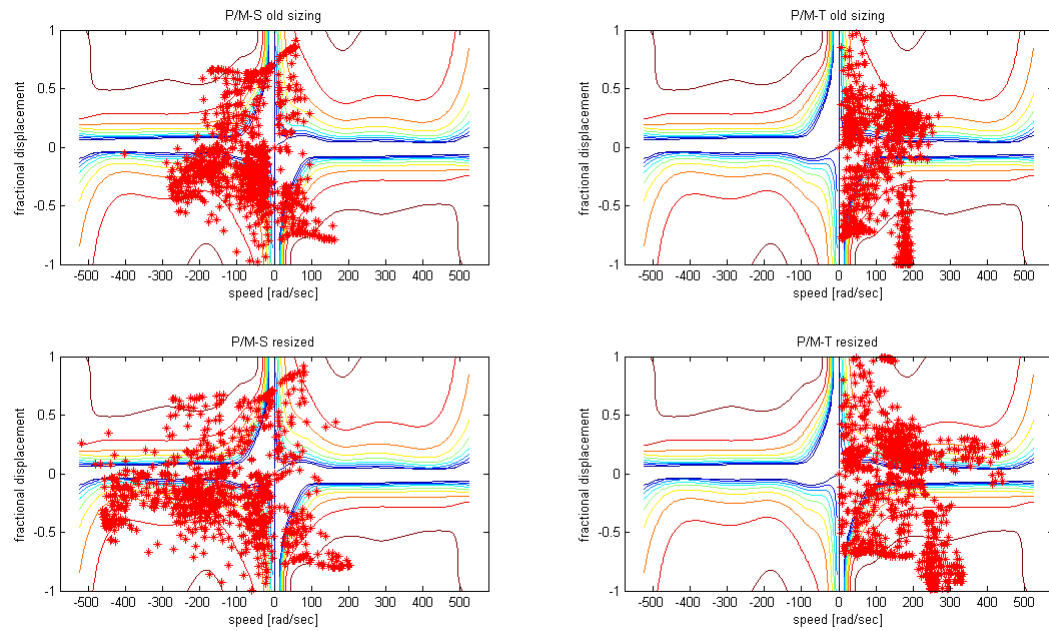 P/M-S old sizing
1
0.5
0
-0.5
-1
fractional displacement
-500 -400 -300 -200 -100 0 100 200 300 400 500
speed [rad/sec]
P/M-T old sizing
1
0.5
0
-0.5
-1
fractional displacement
-500 -400 -300 -200 -100 0 100 200 300 400 500
speed [rad/sec]
P/M-S resized
1
0.5
0
-0.5
-1
fractional displacement
-500 -400 -300 -200 -100 0 100 200 300 400 500
speed [rad/sec]
P/M-T resized
1
0.5
0
-0.5
-1
fractional displacement
-500 -400 -300 -200 -100 0 100 200 300 400 500
speed [rad/sec]